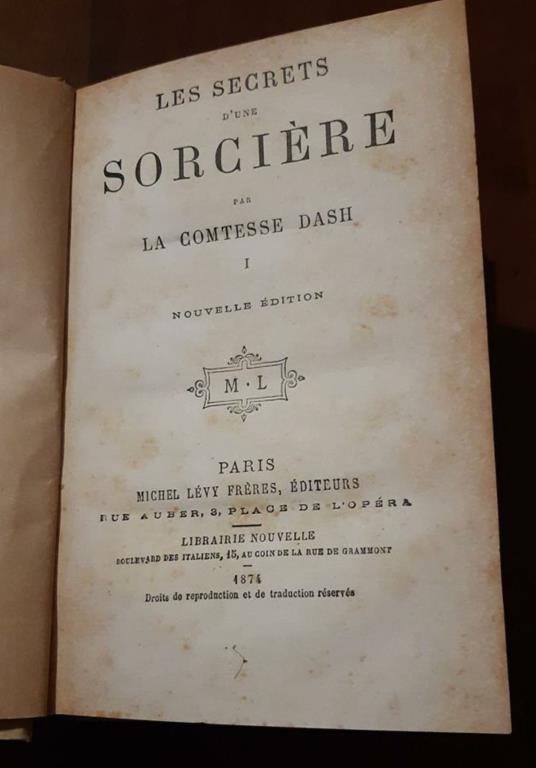 LES SECRETS
D'UNE
SORCIÈRE
PAR
LA COMTESSE DASH
I
NOUVELLE ÉDITION
M · L
PARIS
MICHEL LÉVY FRÈRES, ÉDITEURS
RUE AUBER, 3, PLACE DE L'OPÉRA
LIBRAIRIE NOUVELLE
BOULEVARD DES ITALIENS, 15, AU COIN DE LA RUE DE GRAMMONT
1874
Droits de reproduction et de traduction réservés